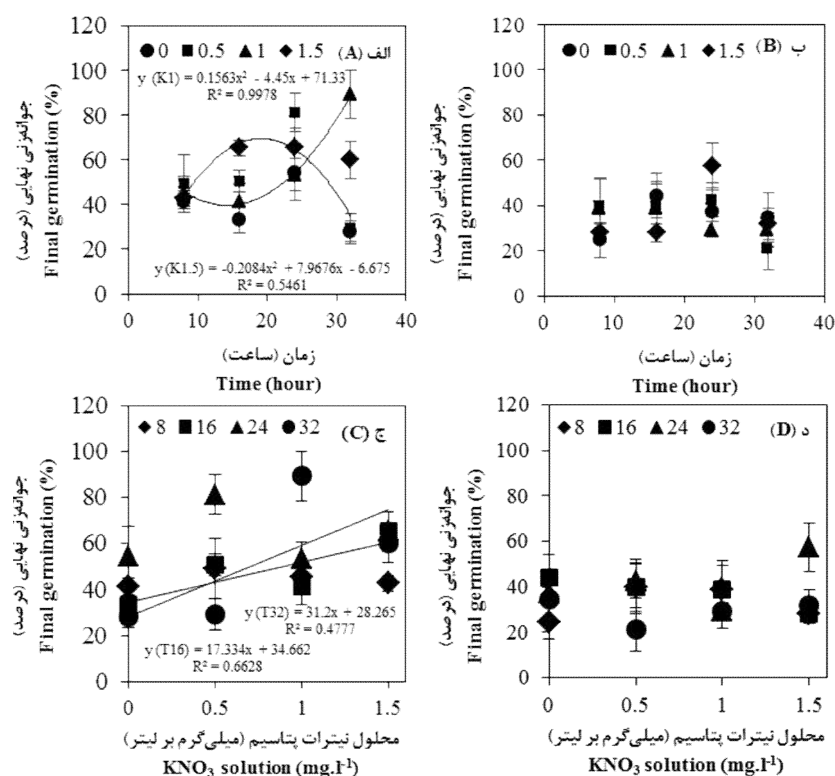 0 0.5 1 1.5 (A) الف
y (K1) = 0.1563x² - 4.45x + 71.33
R² = 0.9978
y (K1.5) = -0.2084x² + 7.9676x - 6.675
R² = 0.5461
جوانه‌زنی نهایی (درصد)
Final germination (%)
120
100
80
60
40
20
0
0 10 20 30 40
زمان (ساعت)
Time (hour)
0 0.5 1 1.5 (B) ب
جوانه‌زنی نهایی (درصد)
Final germination (%)
120
100
80
60
40
20
0
0 10 20 30 40
زمان (ساعت)
Time (hour)
8 16 24 32 (C) ج
y (T32) = 31.2x + 28.265
R² = 0.4777
y (T16) = 17.334x + 34.662
R² = 0.6628
جوانه‌زنی نهایی (درصد)
Final germination (%)
120
100
80
60
40
20
0
0 0.5 1 1.5
محلول نیترات پتاسیم (میلی‌گرم بر لیتر)
KNO₃ solution (mg.l⁻¹)
8 16 24 32 (D) د
جوانه‌زنی نهایی (درصد)
Final germination (%)
120
100
80
60
40
20
0
0 0.5 1 1.5
محلول نیترات پتاسیم (میلی‌گرم بر لیتر)
KNO₃ solution (mg.l⁻¹)